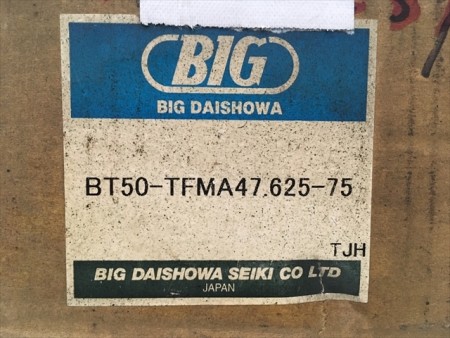 BIG
BIG DAISHOWA
BT50-TFMA47.625-75
TJH
BIG DAISHOWA SEIKI CO LTD
JAPAN